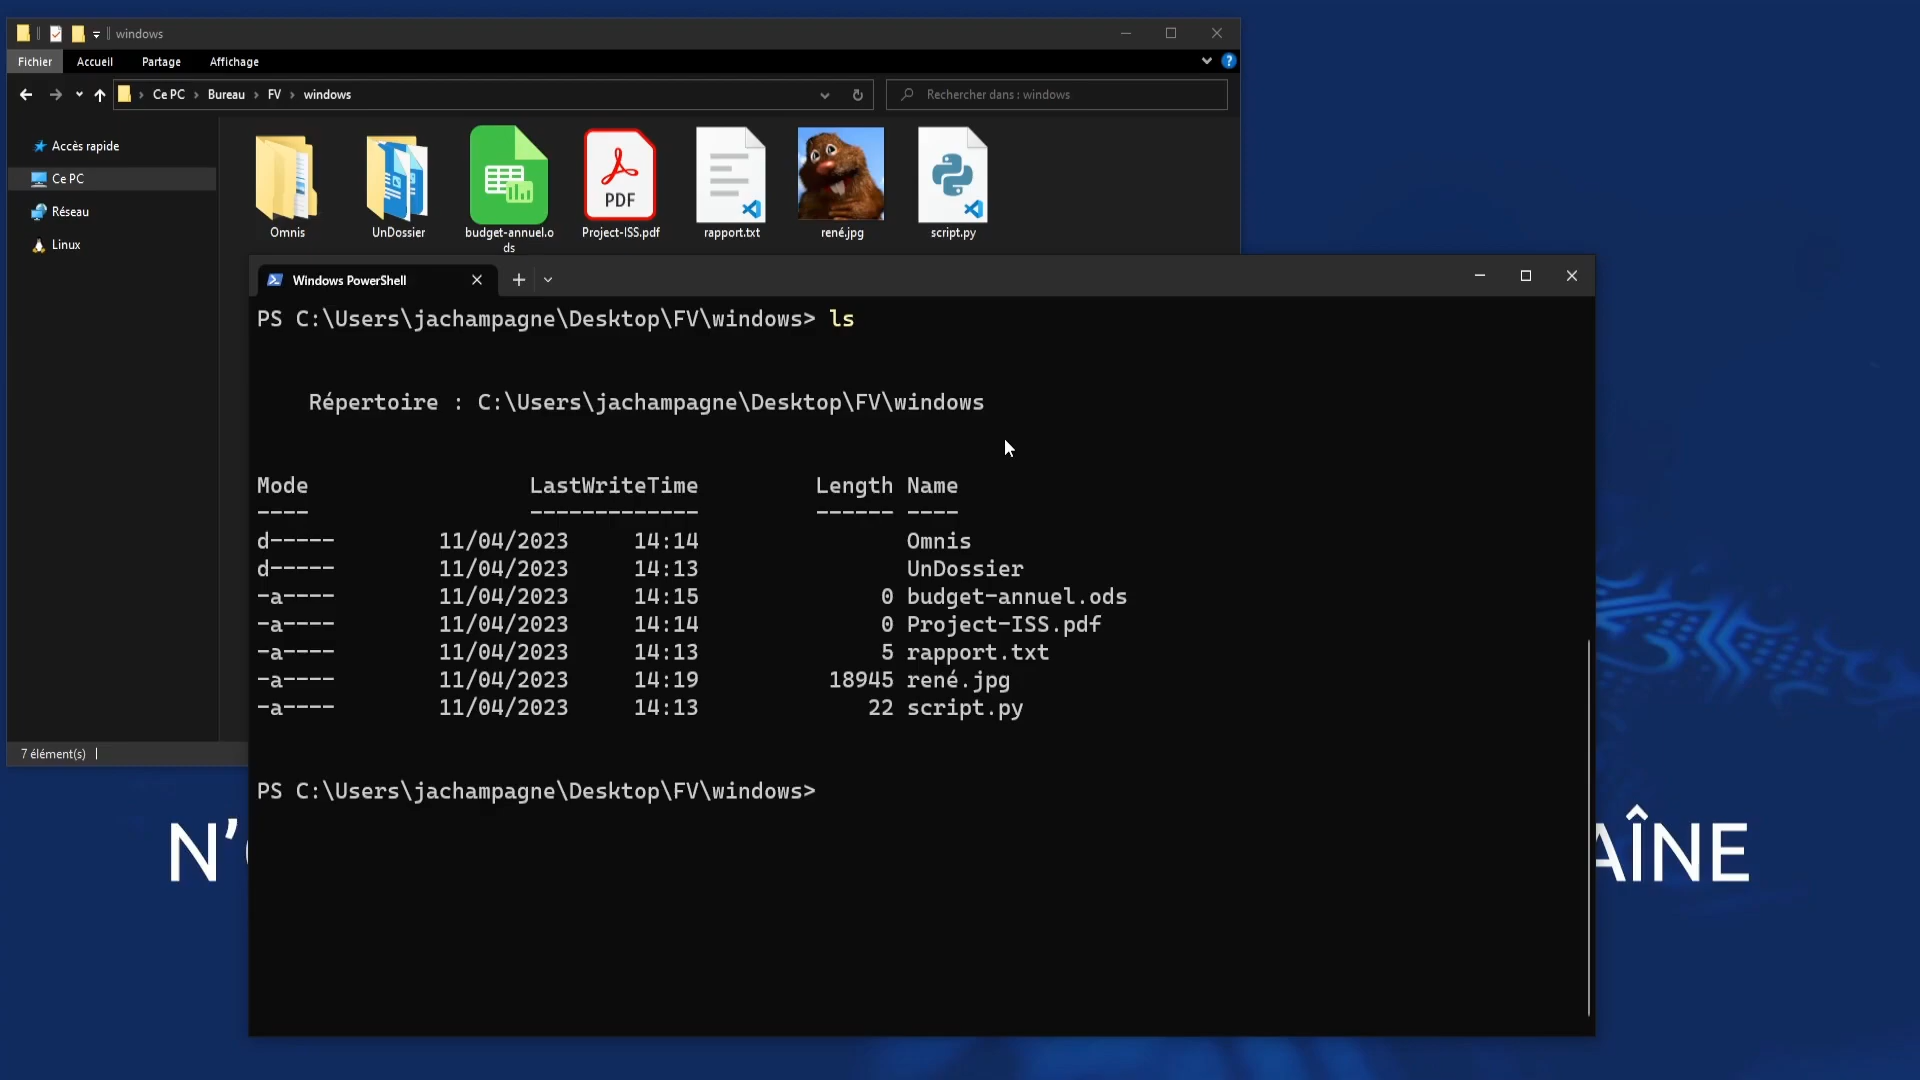 windows
Fichier Accueil Partage Affichage
Ce PC Bureau FV windows
Rechercher dans : windows
Accès rapide
Ce PC
Réseau
Linux
PDF
Omnis
UnDossier
budget-annuel.o
ds
Project-ISS.pdf
rapport.txt
rené.jpg
script.py
7 élément(s)
Windows PowerShell
PS C:\Users\jachampagne\Desktop\FV\windows> ls
Répertoire : C:\Users\jachampagne\Desktop\FV\windows
Mode LastWriteTime Length Name
---- ------------- ------ ----
d----- 11/04/2023 14:14 Omnis
d----- 11/04/2023 14:13 UnDossier
-a---- 11/04/2023 14:15 0 budget-annuel.ods
-a---- 11/04/2023 14:14 0 Project-ISS.pdf
-a---- 11/04/2023 14:13 5 rapport.txt
-a---- 11/04/2023 14:19 18945 rené.jpg
-a---- 11/04/2023 14:13 22 script.py
PS C:\Users\jachampagne\Desktop\FV\windows>